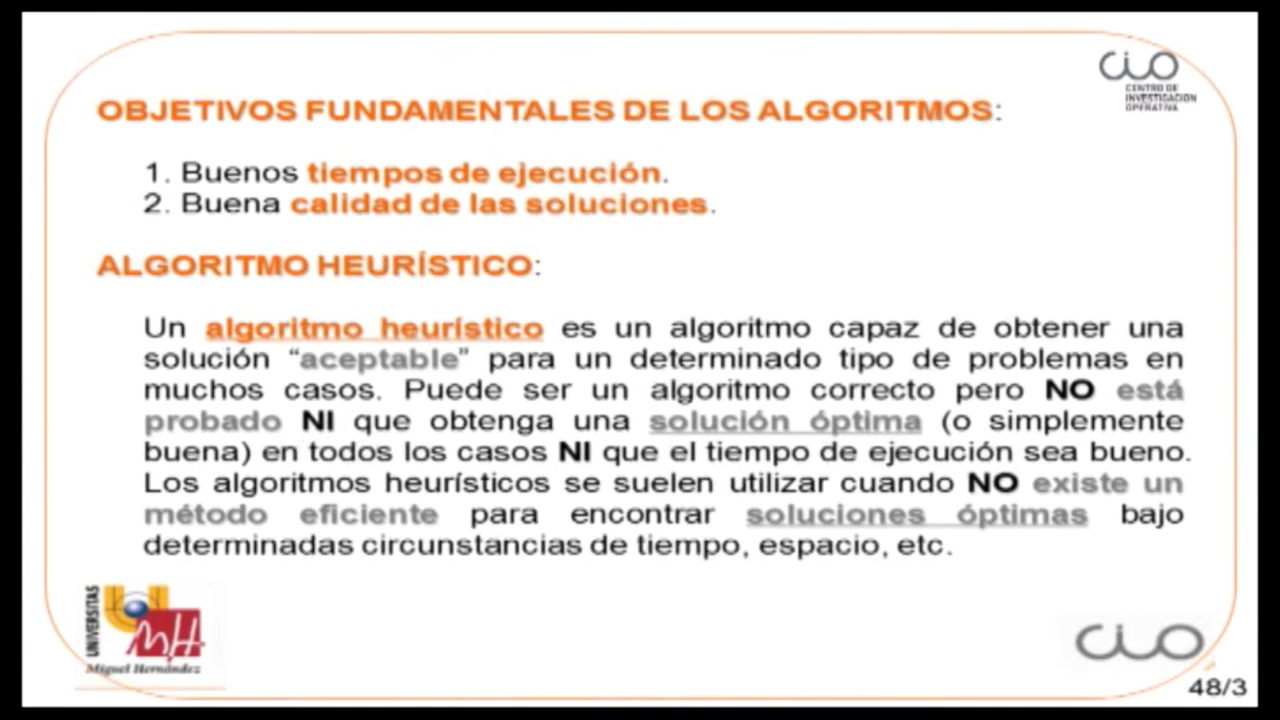 CIO
CENTRO DE
INVESTIGACION
OPERATIVA
OBJETIVOS FUNDAMENTALES DE LOS ALGORITMOS:
1. Buenos tiempos de ejecución.
2. Buena calidad de las soluciones.
ALGORITMO HEURÍSTICO:
Un algoritmo heurístico es un algoritmo capaz de obtener una
solución “aceptable” para un determinado tipo de problemas en
muchos casos. Puede ser un algoritmo correcto pero NO está
probado NI que obtenga una solución óptima (o simplemente
buena) en todos los casos NI que el tiempo de ejecución sea bueno.
Los algoritmos heurísticos se suelen utilizar cuando NO existe un
método eficiente para encontrar soluciones óptimas bajo
determinadas circunstancias de tiempo, espacio, etc.
UNIVERSITAS
Miguel Hernández
CIO
48/3